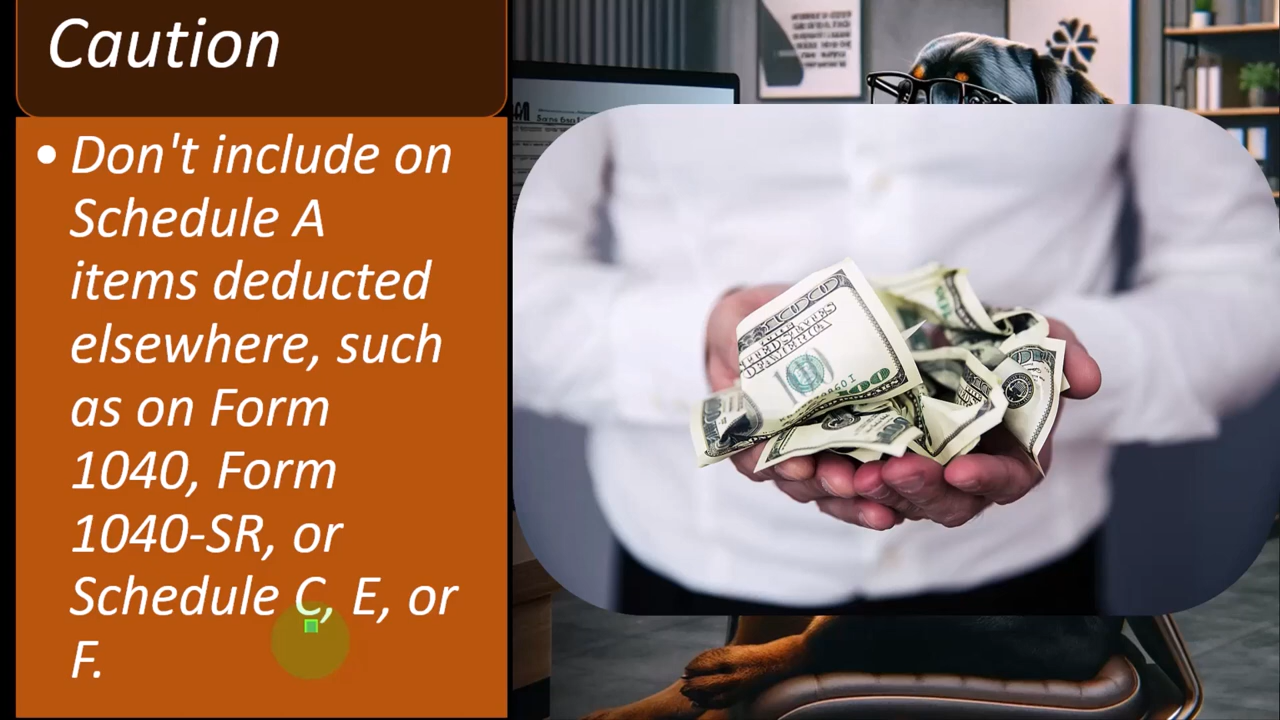 Caution
• Don't include on
Schedule A
items deducted
elsewhere, such
as on Form
1040, Form
1040-SR, or
Schedule C, E, or
F.